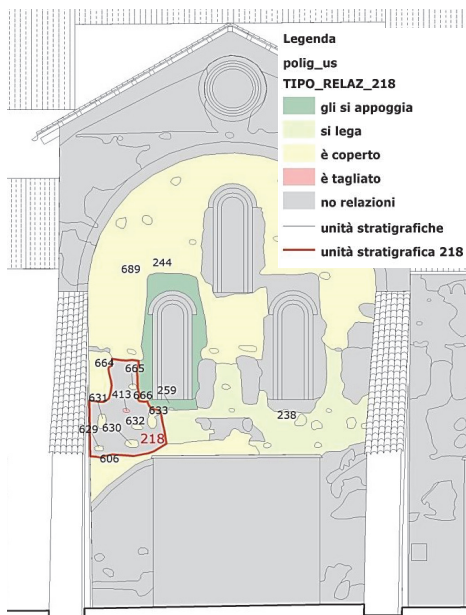 Legenda
polig_us
TIPO_RELAZ_218
gli si appoggia
si lega
è coperto
è tagliato
no relazioni
unità stratigrafiche
unità stratigrafica 218
244
689
664
665
631
413
666
259
633
238
629
630
632
218
606